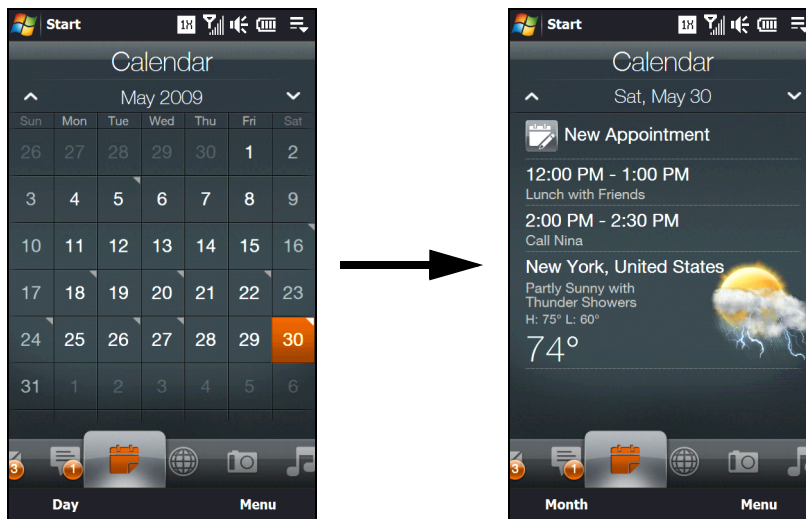 Start 1X
Calendar
May 2009
Sun Mon Tue Wed Thu Fri Sat
26 27 28 29 30 1 2
3 4 5 6 7 8 9
10 11 12 13 14 15 16
17 18 19 20 21 22 23
24 25 26 27 28 29 30
31 1 2 3 4 5 6
3 1
Day Menu
Start 1X
Calendar
Sat, May 30
New Appointment
12:00 PM - 1:00 PM
Lunch with Friends
2:00 PM - 2:30 PM
Call Nina
New York, United States
Partly Sunny with
Thunder Showers
H: 75° L: 60°
74°
3 1
Month Menu